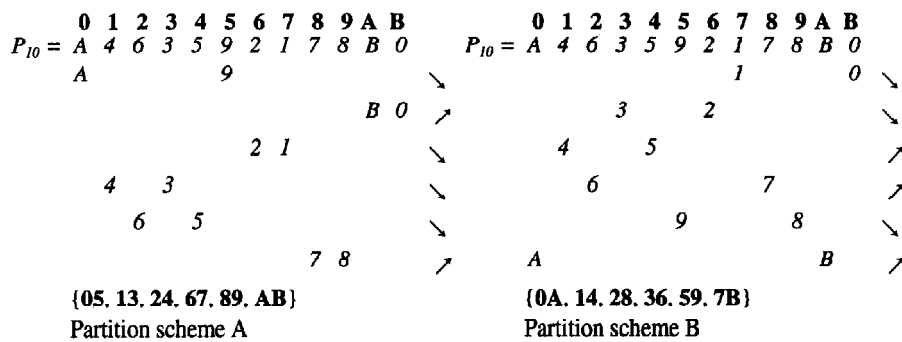 0 1 2 3 4 5 6 7 8 9 A B 0 1 2 3 4 5 6 7 8 9 A B
P10 = A 4 6 3 5 9 2 1 7 8 B 0 P10 = A 4 6 3 5 9 2 1 7 8 B 0
A 9 ↘ 1 0 ↘
B 0 ↗ 3 2 ↘
2 1 ↘ 4 5 ↗
4 3 ↘ 6 7 ↗
6 5 ↘ 9 8 ↘
7 8 ↗ A B ↗
{05, 13, 24, 67, 89, AB} {0A, 14, 28, 36, 59, 7B}
Partition scheme A Partition scheme B